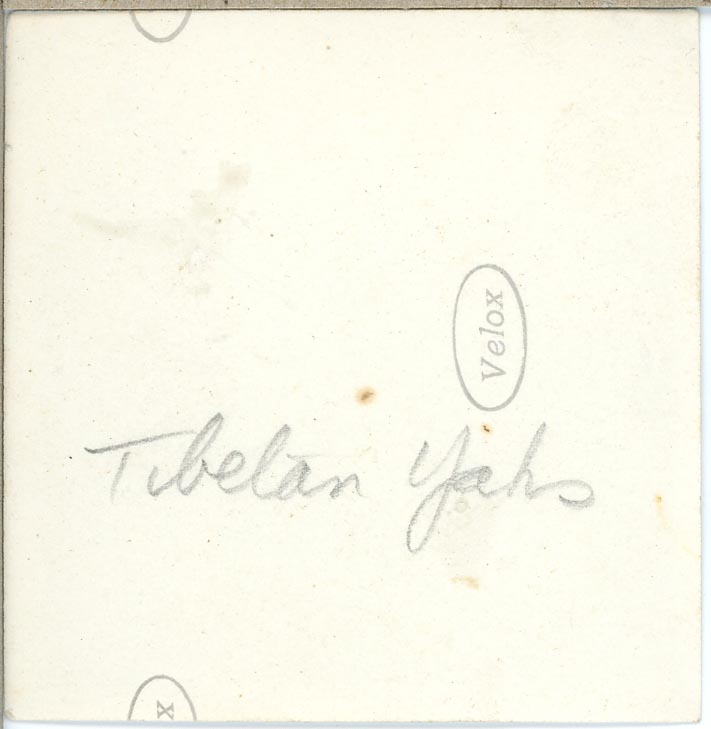 Velox
Tibetan Yaks
x